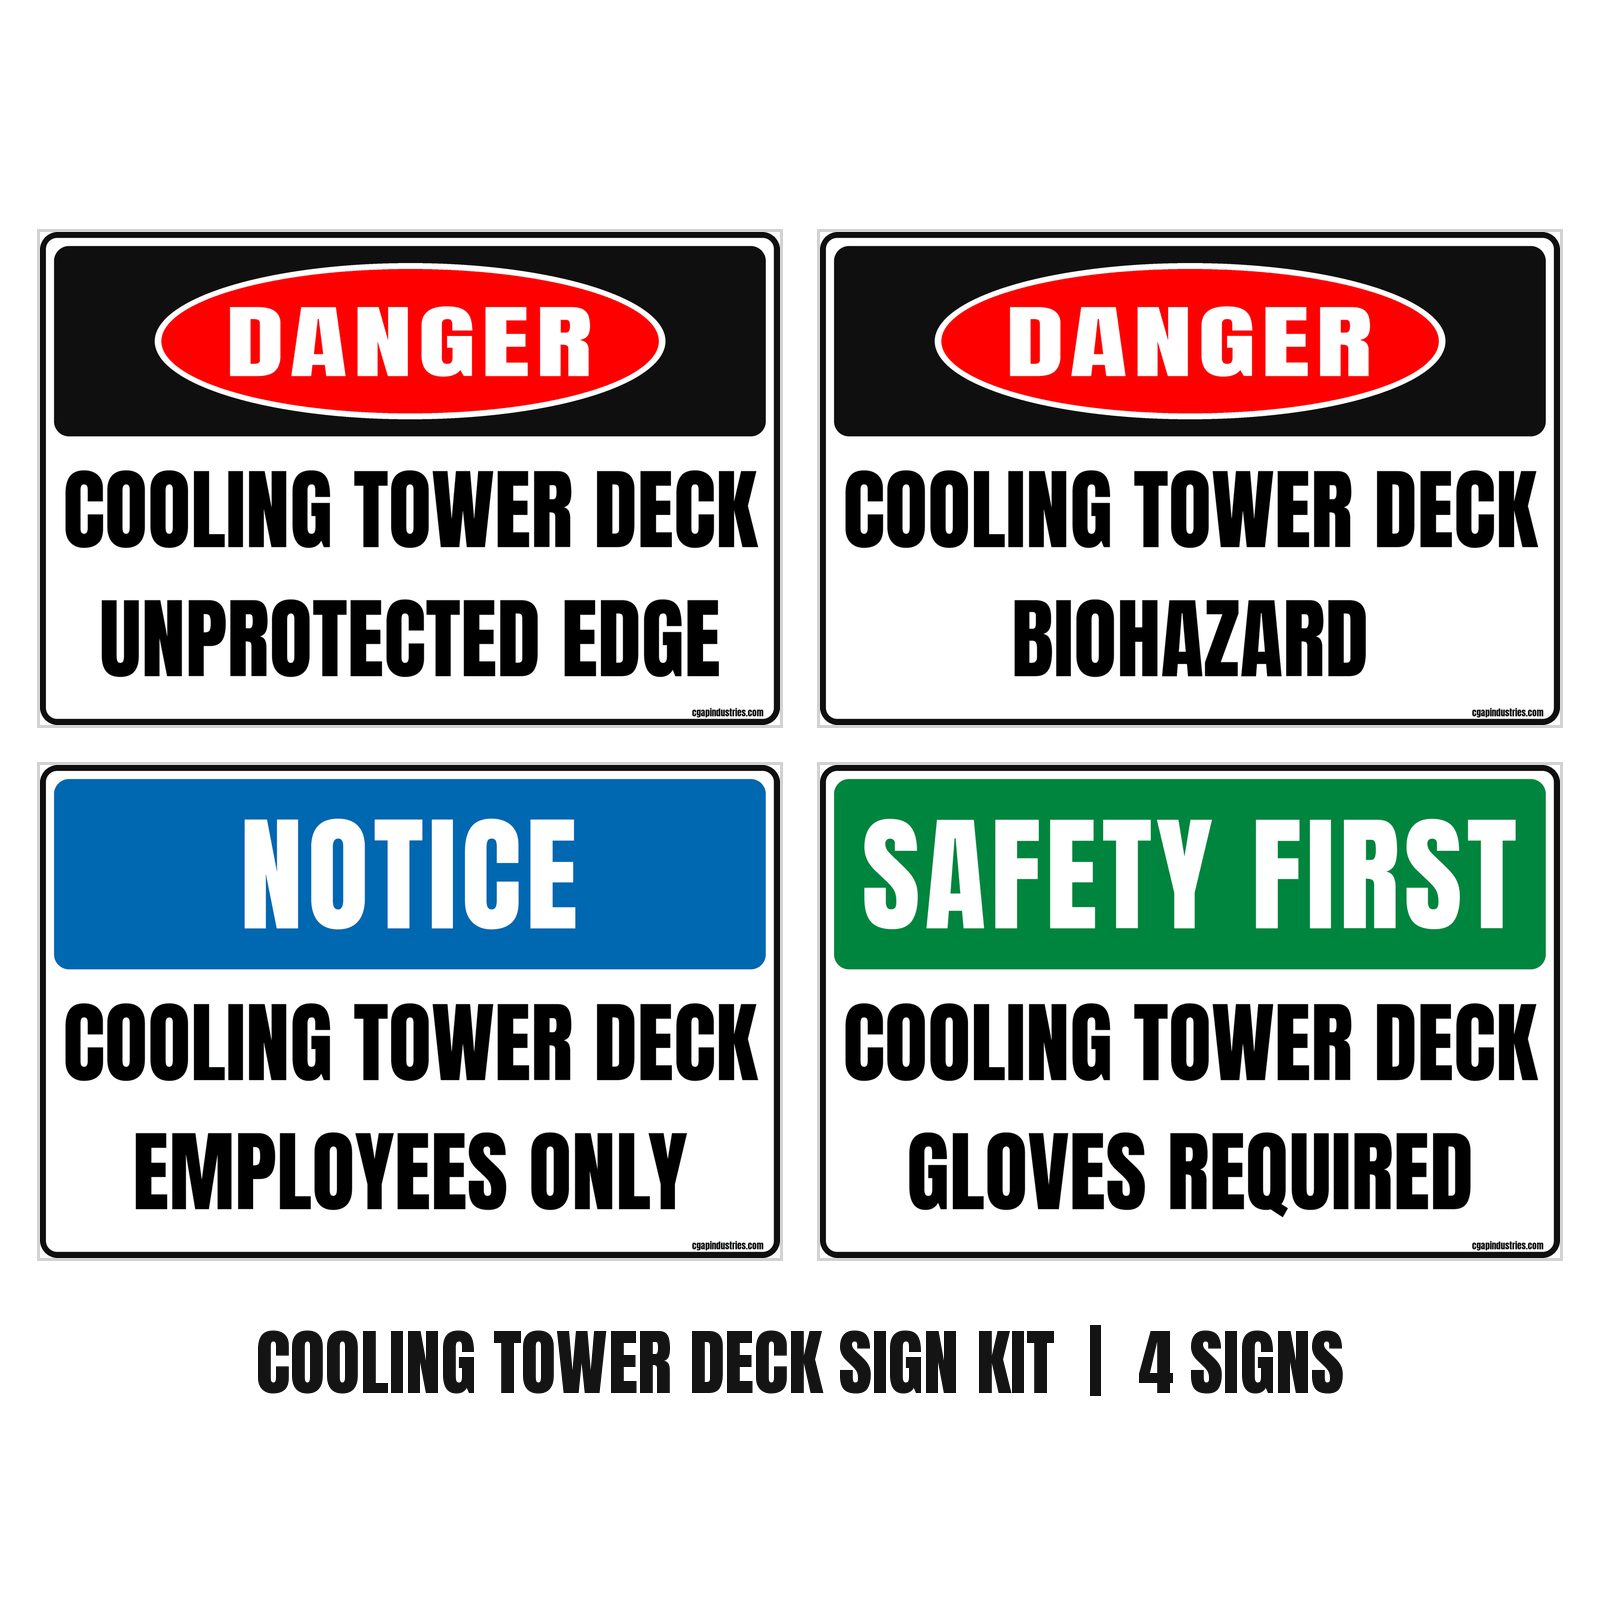 DANGER
COOLING TOWER DECK
UNPROTECTED EDGE
cgapindustries.com
DANGER
COOLING TOWER DECK
BIOHAZARD
cgapindustries.com
NOTICE
COOLING TOWER DECK
EMPLOYEES ONLY
cgapindustries.com
SAFETY FIRST
COOLING TOWER DECK
GLOVES REQUIRED
cgapindustries.com
COOLING TOWER DECK SIGN KIT | 4 SIGNS